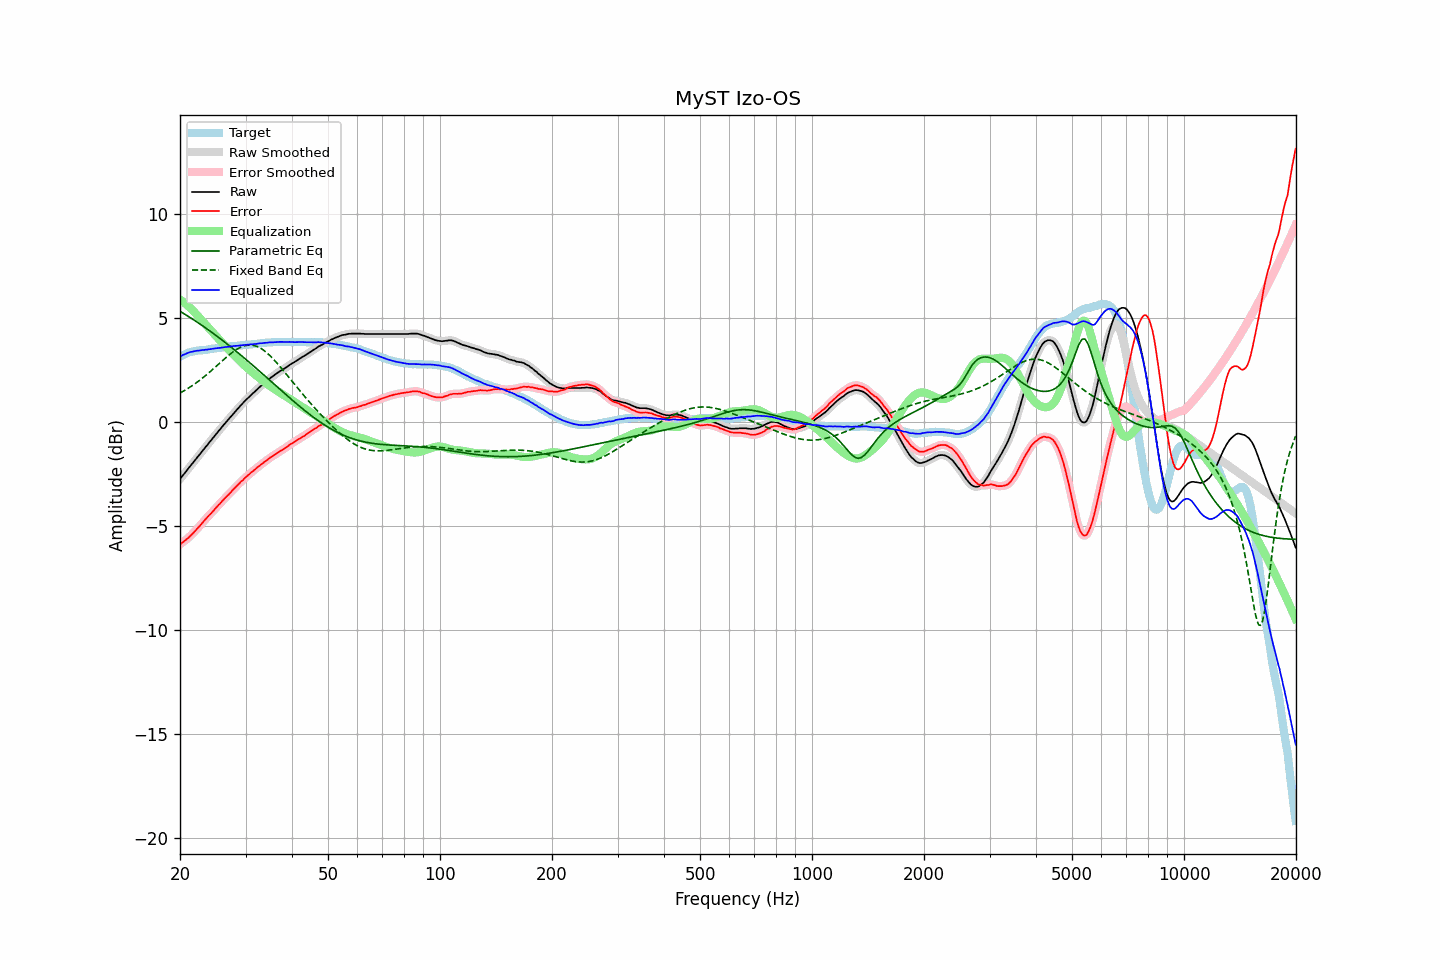 MyST Izo-OS
Target
Raw Smoothed
Error Smoothed
Raw
Error
Equalization
Parametric Eq
Fixed Band Eq
Equalized
10
5
0
−5
−10
−15
−20
Amplitude (dBr)
20 50 100 200 500 1000 2000 5000 10000 20000
Frequency (Hz)